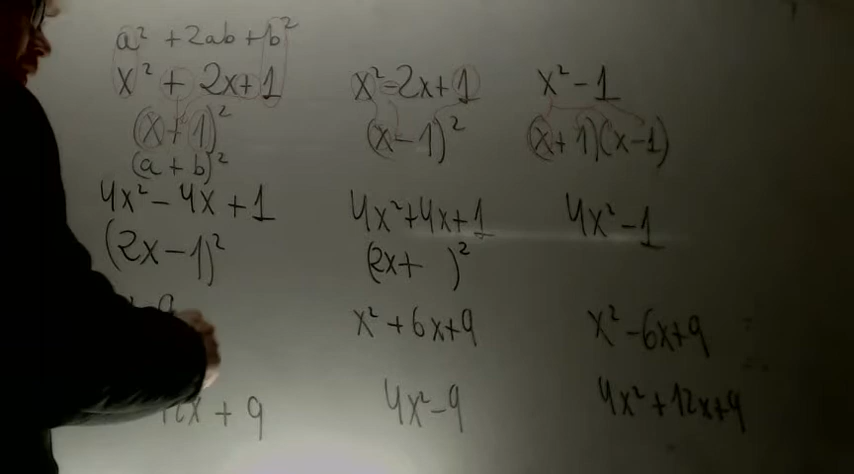 a² + 2ab + b²
x² + 2x + 1 x² - 2x + 1 x² - 1
(x + 1)² (x - 1)² (x + 1)(x - 1)
(a + b)²
4x² - 4x + 1 4x² + 4x + 1 4x² - 1
(2x - 1)² (2x + )²
9 x² + 6x + 9 x² - 6x + 9
12x + 9 4x² - 9 4x² + 12x + 9